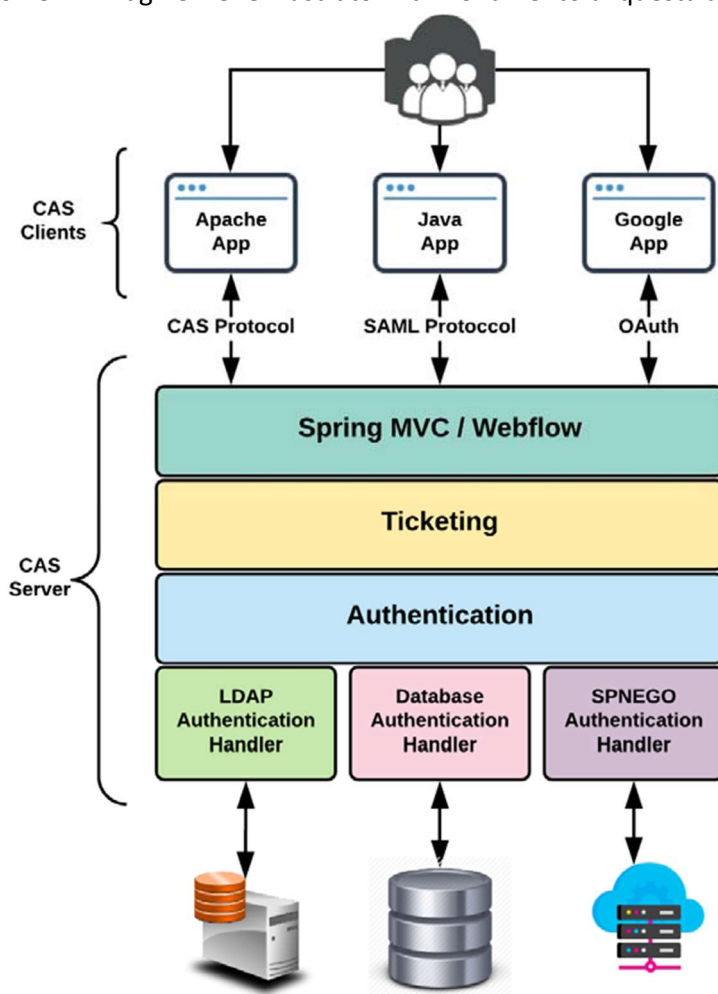 CAS
Clients
Apache
App
Java
App
Google
App
CAS Protocol
SAML Protoccol
OAuth
CAS
Server
Spring MVC / Webflow
Ticketing
Authentication
LDAP
Authentication
Handler
Database
Authentication
Handler
SPNEGO
Authentication
Handler